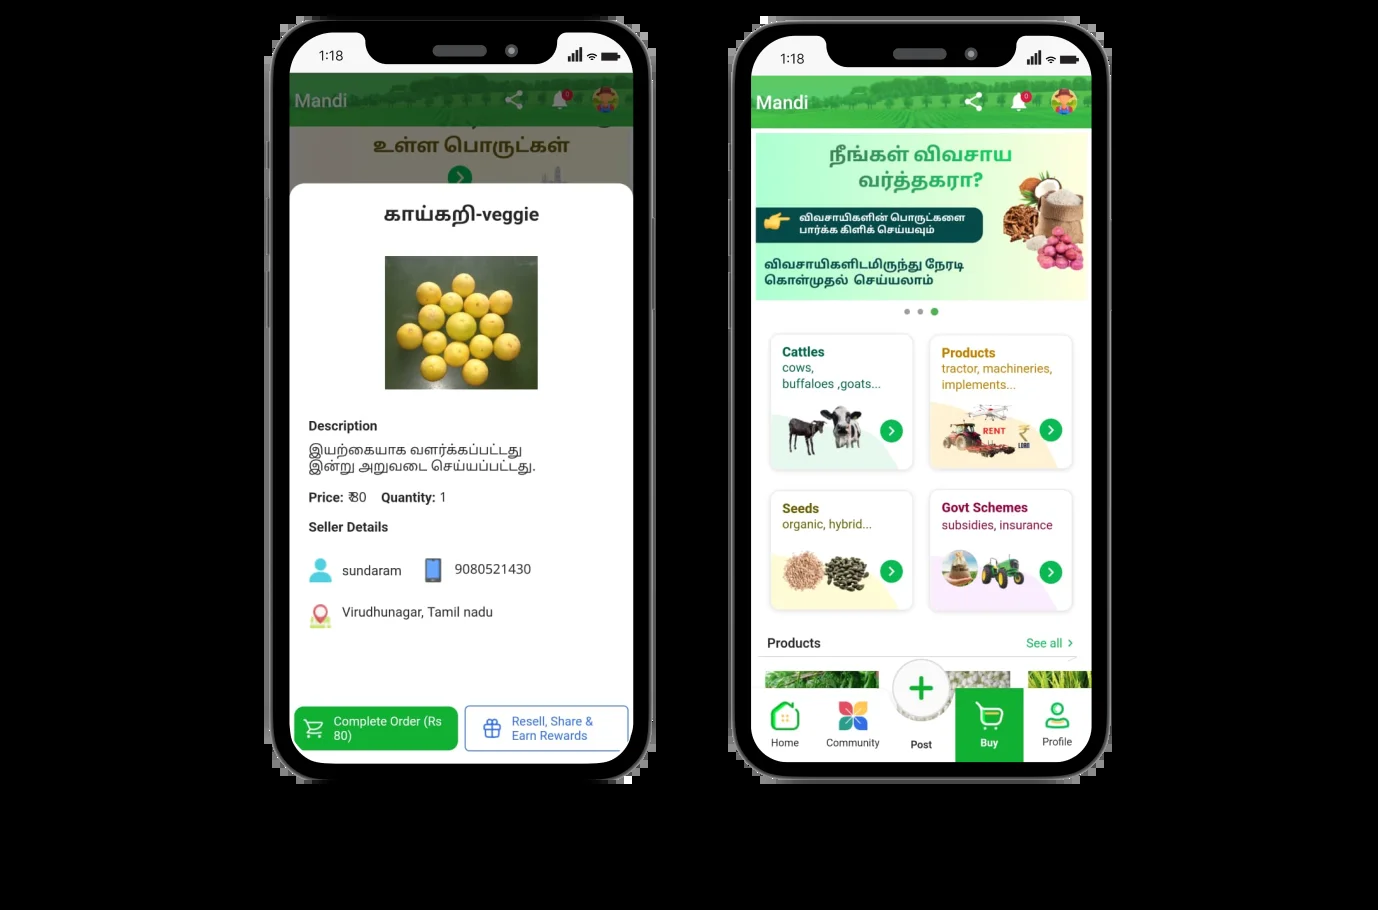 1:18
Mandi
0
உள்ள பொருட்கள்
காய்கறி-veggie
Description
இயற்கையாக வளர்க்கப்பட்டது
இன்று அறுவடை செய்யப்பட்டது.
Price: ₹80 Quantity: 1
Seller Details
sundaram 9080521430
Virudhunagar, Tamil nadu
Complete Order (Rs
80)
Resell, Share &
Earn Rewards
1:18
Mandi
0
நீங்கள் விவசாய
வர்த்தகரா?
விவசாயிகளின் பொருட்களை
பார்க்க கிளிக் செய்யவும்
விவசாயிகளிடமிருந்து நேரடி
கொள்முதல் செய்யலாம்
Cattles
cows,
buffaloes ,goats...
Products
tractor, machineries,
implements...
RENT
₹
LOAN
Seeds
organic, hybrid...
Govt Schemes
subsidies, insurance
Products See all
Home Community Post Buy Profile